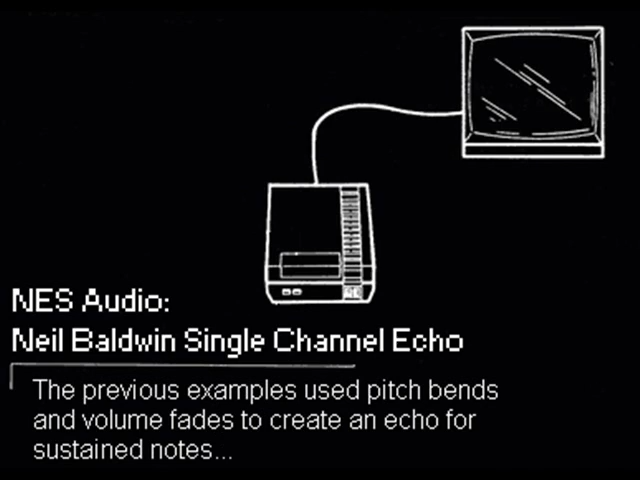 NES Audio:
Neil Baldwin Single Channel Echo
The previous examples used pitch bends
and volume fades to create an echo for
sustained notes...